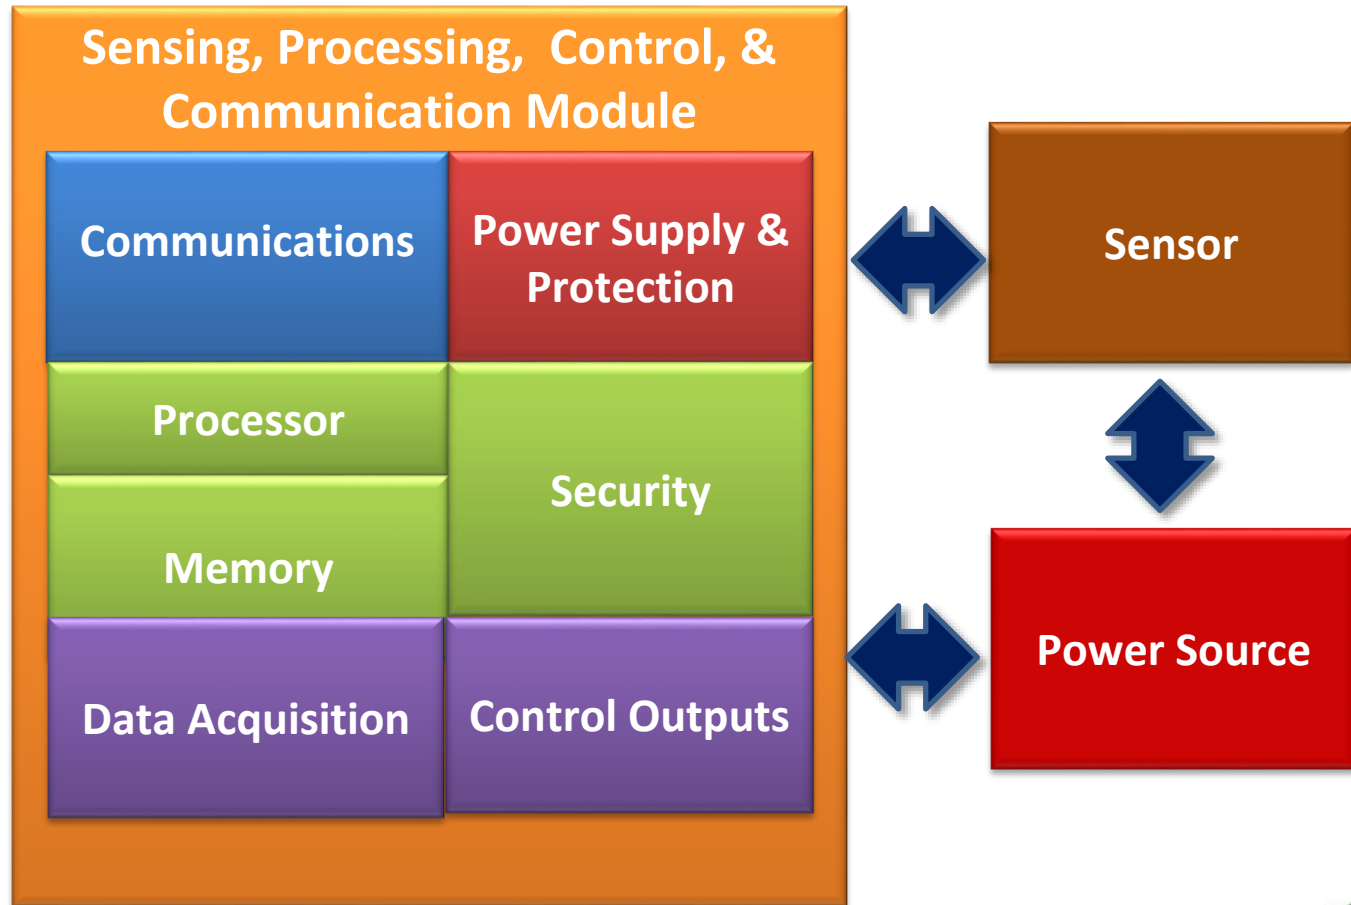 Sensing, Processing, Control, &
Communication Module
Communications
Power Supply &
Protection
Sensor
Processor
Security
Memory
Power Source
Data Acquisition
Control Outputs